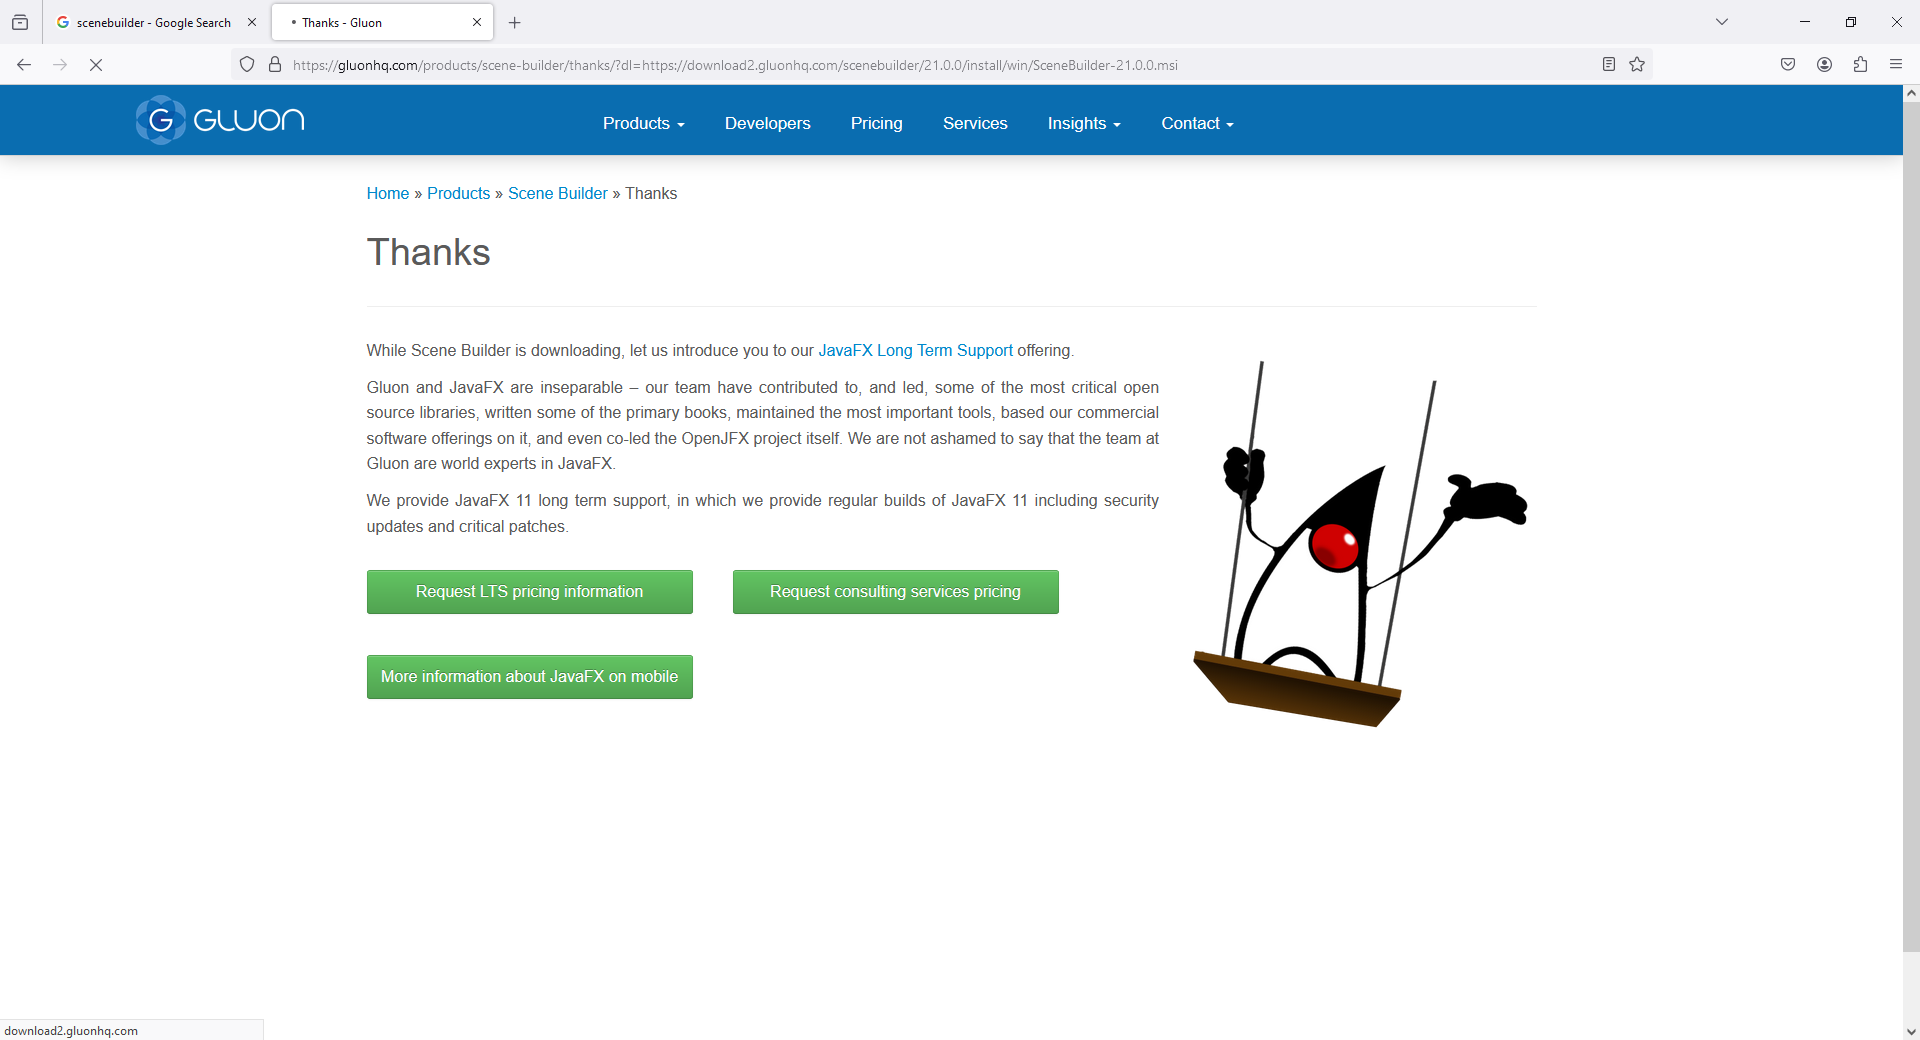 scenebuilder - Google Search
Thanks - Gluon
https://gluonhq.com/products/scene-builder/thanks/?dl=https://download2.gluonhq.com/scenebuilder/21.0.0/install/win/SceneBuilder-21.0.0.msi
G GLUON
Products
Developers
Pricing
Services
Insights
Contact
Home » Products » Scene Builder » Thanks
Thanks
While Scene Builder is downloading, let us introduce you to our JavaFX Long Term Support offering.
Gluon and JavaFX are inseparable – our team have contributed to, and led, some of the most critical open
source libraries, written some of the primary books, maintained the most important tools, based our commercial
software offerings on it, and even co-led the OpenJFX project itself. We are not ashamed to say that the team at
Gluon are world experts in JavaFX.
We provide JavaFX 11 long term support, in which we provide regular builds of JavaFX 11 including security
updates and critical patches.
Request LTS pricing information
Request consulting services pricing
More information about JavaFX on mobile
download2.gluonhq.com